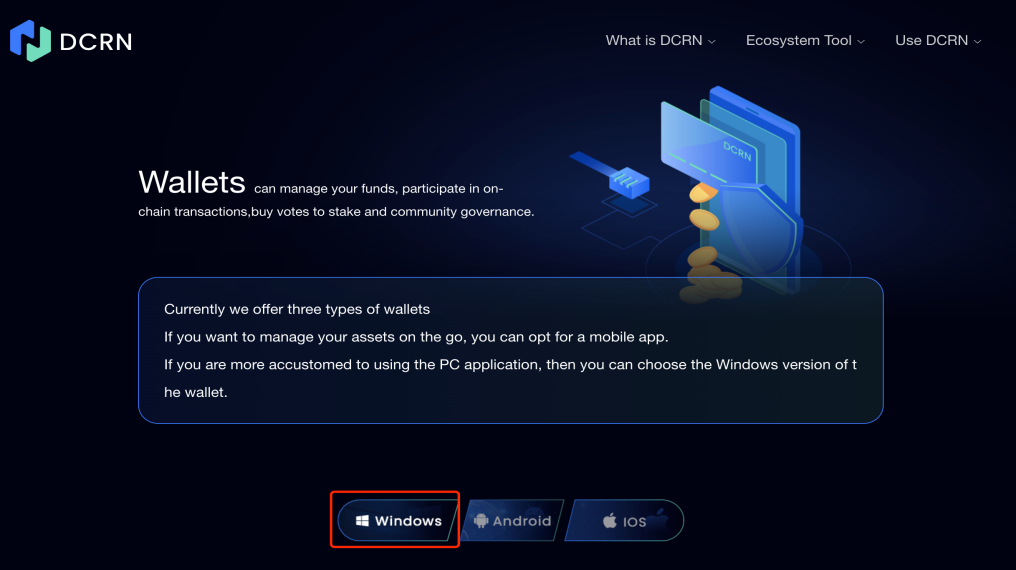 DCRN
What is DCRN
Ecosystem Tool
Use DCRN
DCRN
Wallets can manage your funds, participate in on-
chain transactions,buy votes to stake and community governance.
Currently we offer three types of wallets
If you want to manage your assets on the go, you can opt for a mobile app.
If you are more accustomed to using the PC application, then you can choose the Windows version of t
he wallet.
Windows
Android
IOS